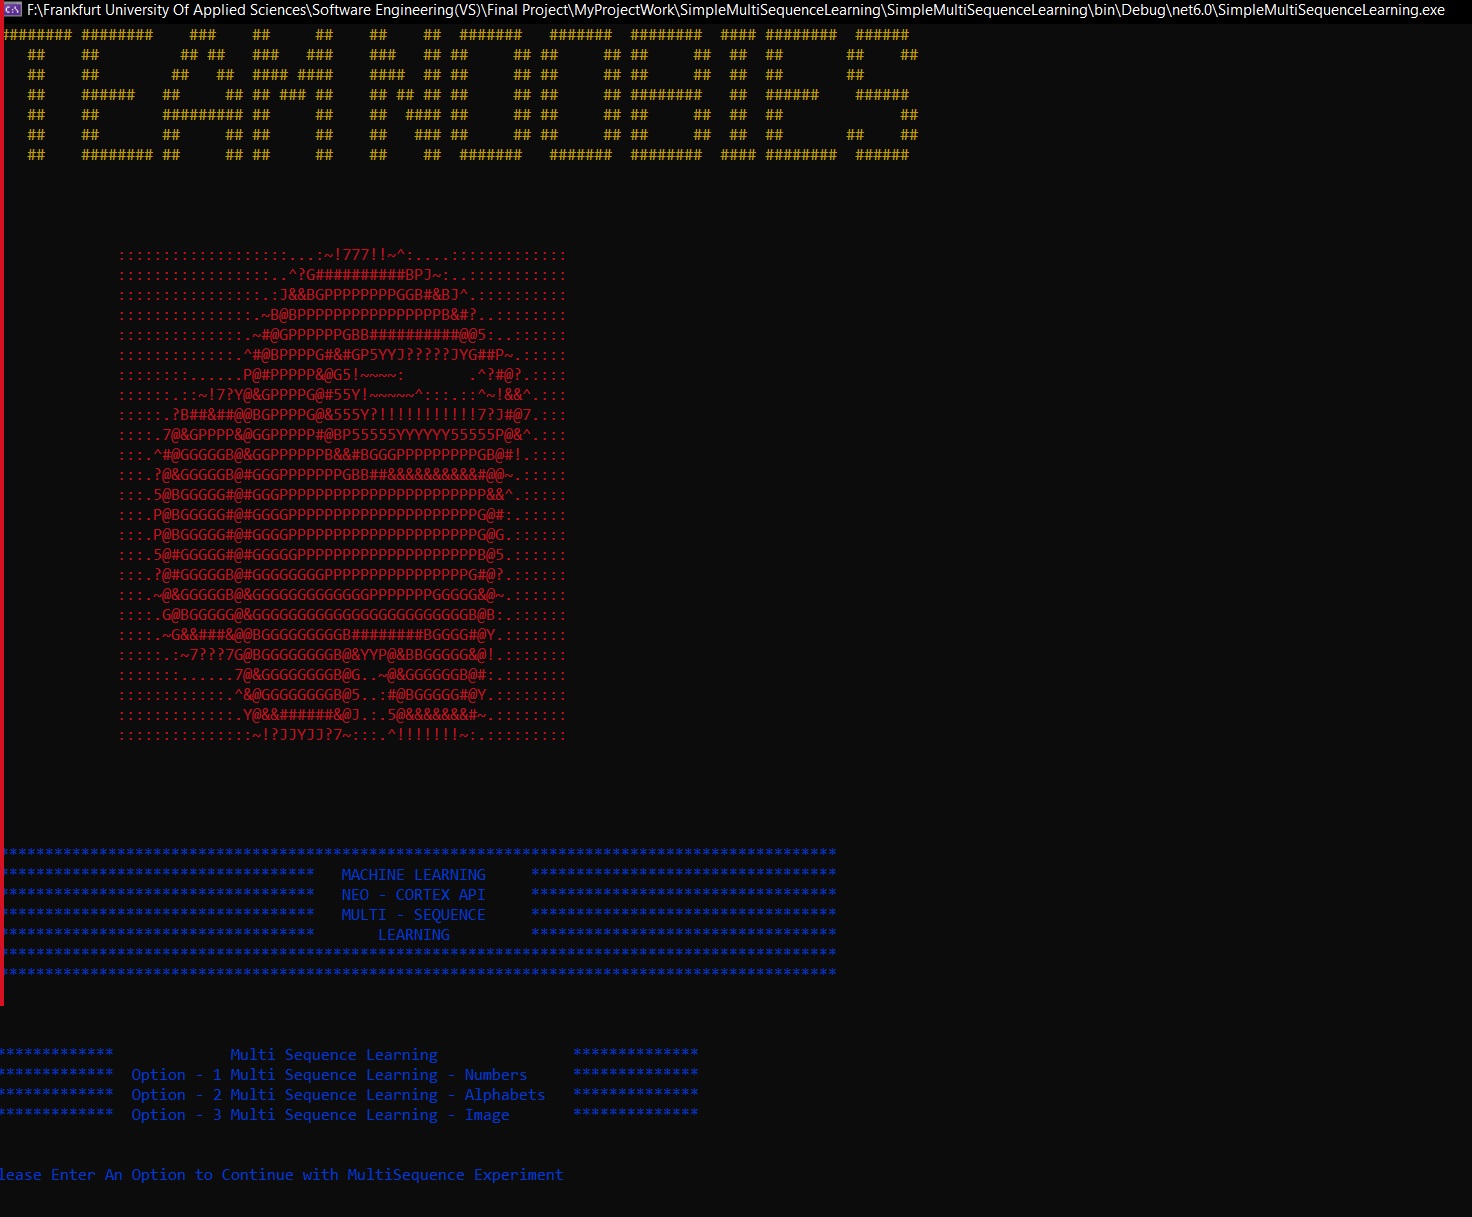 F:\Frankfurt University Of Applied Sciences\Software Engineering(VS)\Final Project\MyProjectWork\SimpleMultiSequenceLearning\SimpleMultiSequenceLearning\bin\Debug\net6.0\SimpleMultiSequenceLearning.exe
TEAM NOOBIES
MACHINE LEARNING
NEO - CORTEX API
MULTI - SEQUENCE
LEARNING
Multi Sequence Learning
Option - 1 Multi Sequence Learning - Numbers
Option - 2 Multi Sequence Learning - Alphabets
Option - 3 Multi Sequence Learning - Image
lease Enter An Option to Continue with MultiSequence Experiment